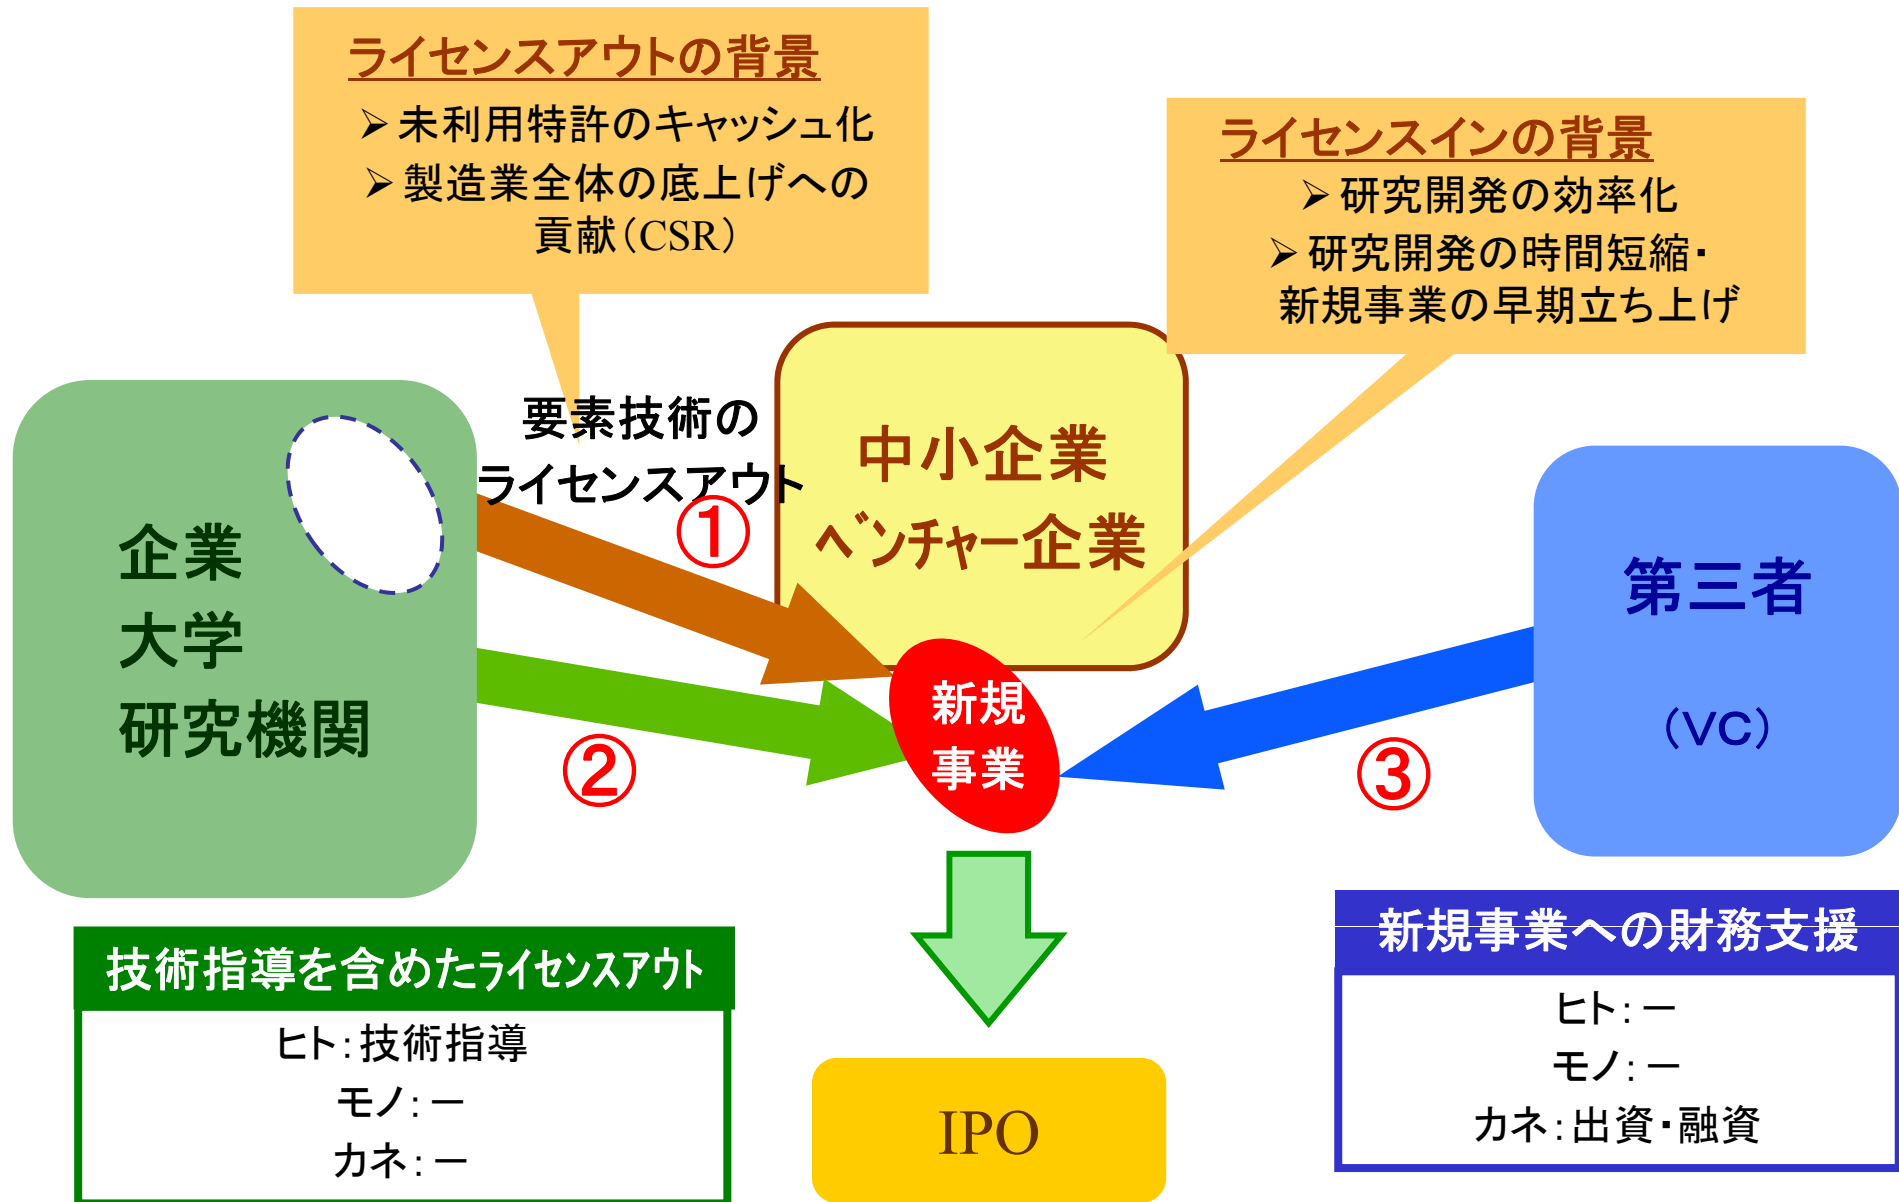 ライセンスアウトの背景
➢未利用特許のキャッシュ化
➢製造業全体の底上げへの
貢献（CSR）
ライセンスインの背景
➢研究開発の効率化
➢研究開発の時間短縮・
新規事業の早期立ち上げ
要素技術の
ライセンスアウト
①
中小企業
ﾍﾞﾝﾁｬｰ企業
企業
大学
研究機関
第三者
（VC）
新規
事業
②
③
技術指導を含めたﾗｲｾﾝｽｱｳﾄ
ヒト：技術指導
モノ：－
カネ：－
IPO
新規事業への財務支援
ヒト：－
モノ：－
カネ：出資・融資